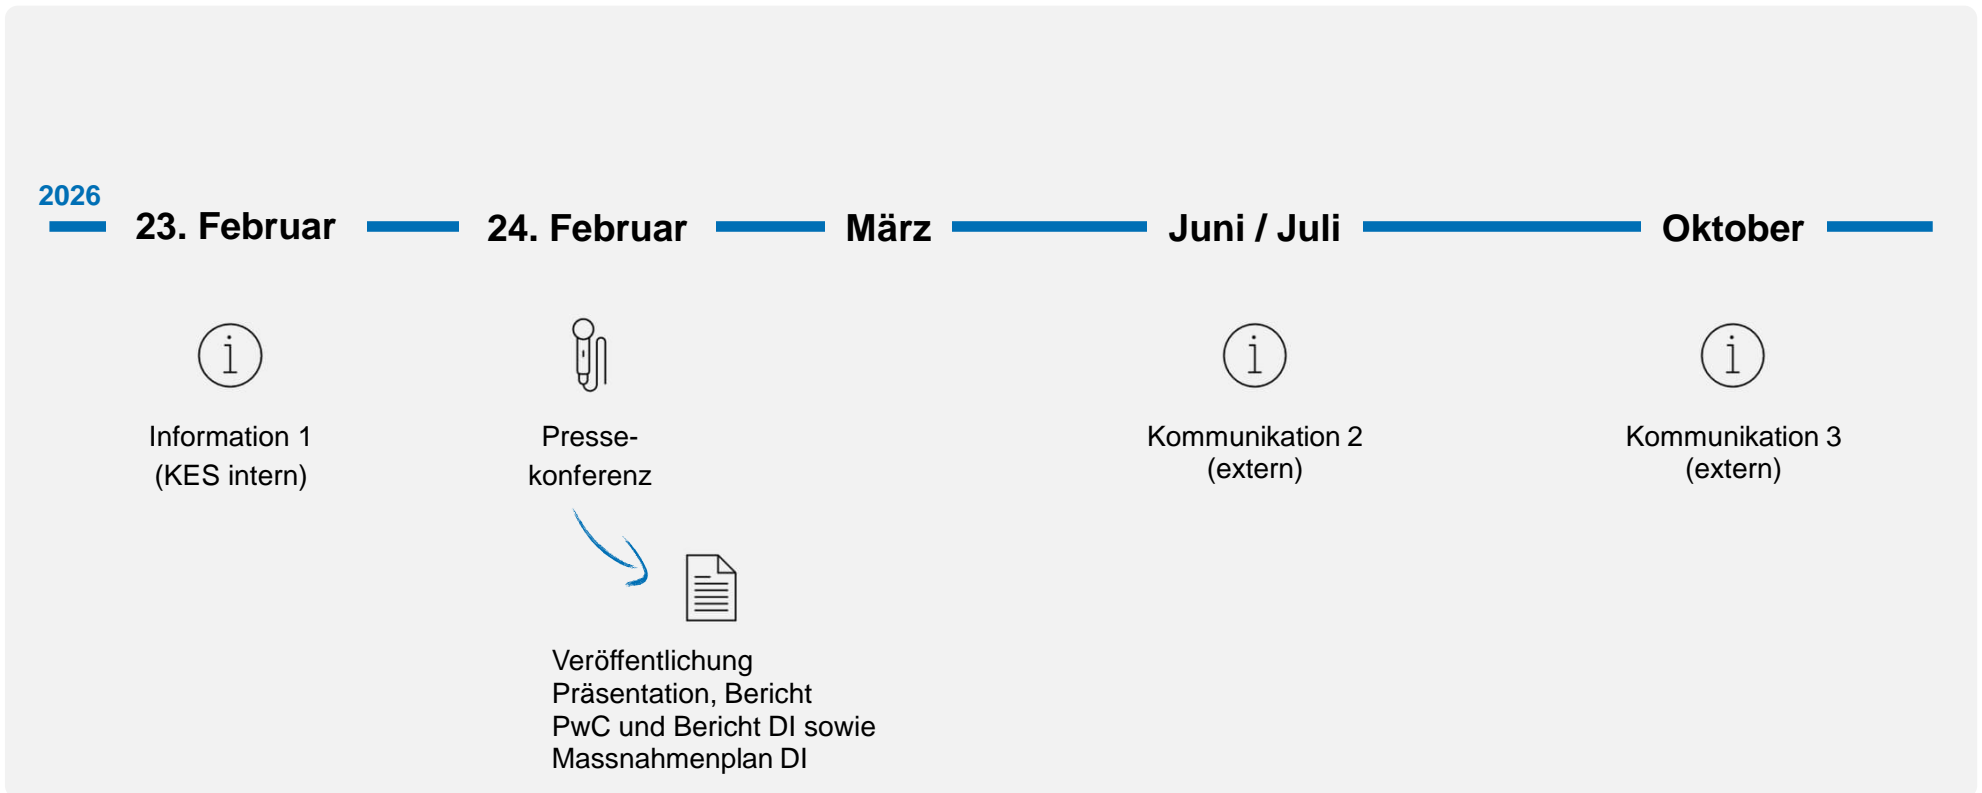 2026
23. Februar
24. Februar
März
Juni / Juli
Oktober
Information 1
(KES intern)
Presse-
konferenz
Kommunikation 2
(extern)
Kommunikation 3
(extern)
Veröffentlichung
Präsentation, Bericht
PwC und Bericht DI sowie
Massnahmenplan DI